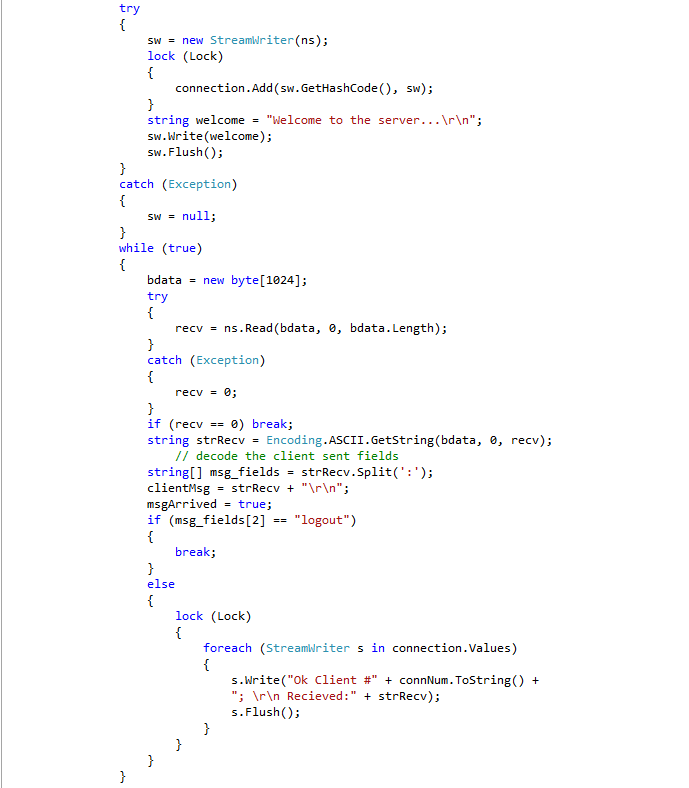 try
{
sw = new StreamWriter(ns);
lock (Lock)
{
connection.Add(sw.GetHashCode(), sw);
}
string welcome = "Welcome to the server...\r\n";
sw.Write(welcome);
sw.Flush();
}
catch (Exception)
{
sw = null;
}
while (true)
{
bdata = new byte[1024];
try
{
recv = ns.Read(bdata, 0, bdata.Length);
}
catch (Exception)
{
recv = 0;
}
if (recv == 0) break;
string strRecv = Encoding.ASCII.GetString(bdata, 0, recv);
// decode the client sent fields
string[] msg_fields = strRecv.Split(':');
clientMsg = strRecv + "\r\n";
msgArrived = true;
if (msg_fields[2] == "logout")
{
break;
}
else
{
lock (Lock)
{
foreach (StreamWriter s in connection.Values)
{
s.Write("Ok Client #" + connNum.ToString() +
"; \r\n Recieved:" + strRecv);
s.Flush();
}
}
}
}